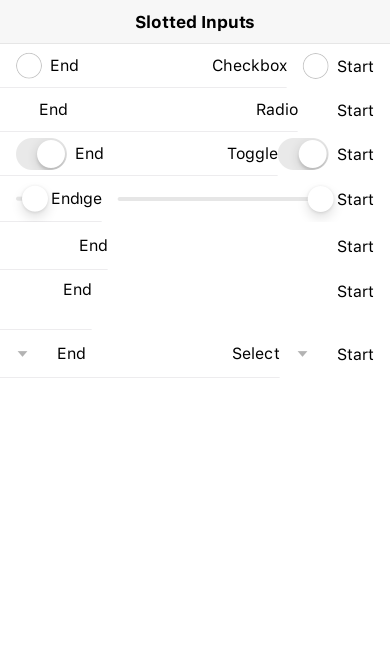 Slotted Inputs
End Checkbox Start
End Radio Start
End Toggle Start
End Start
End Start
End Start
End Select Start